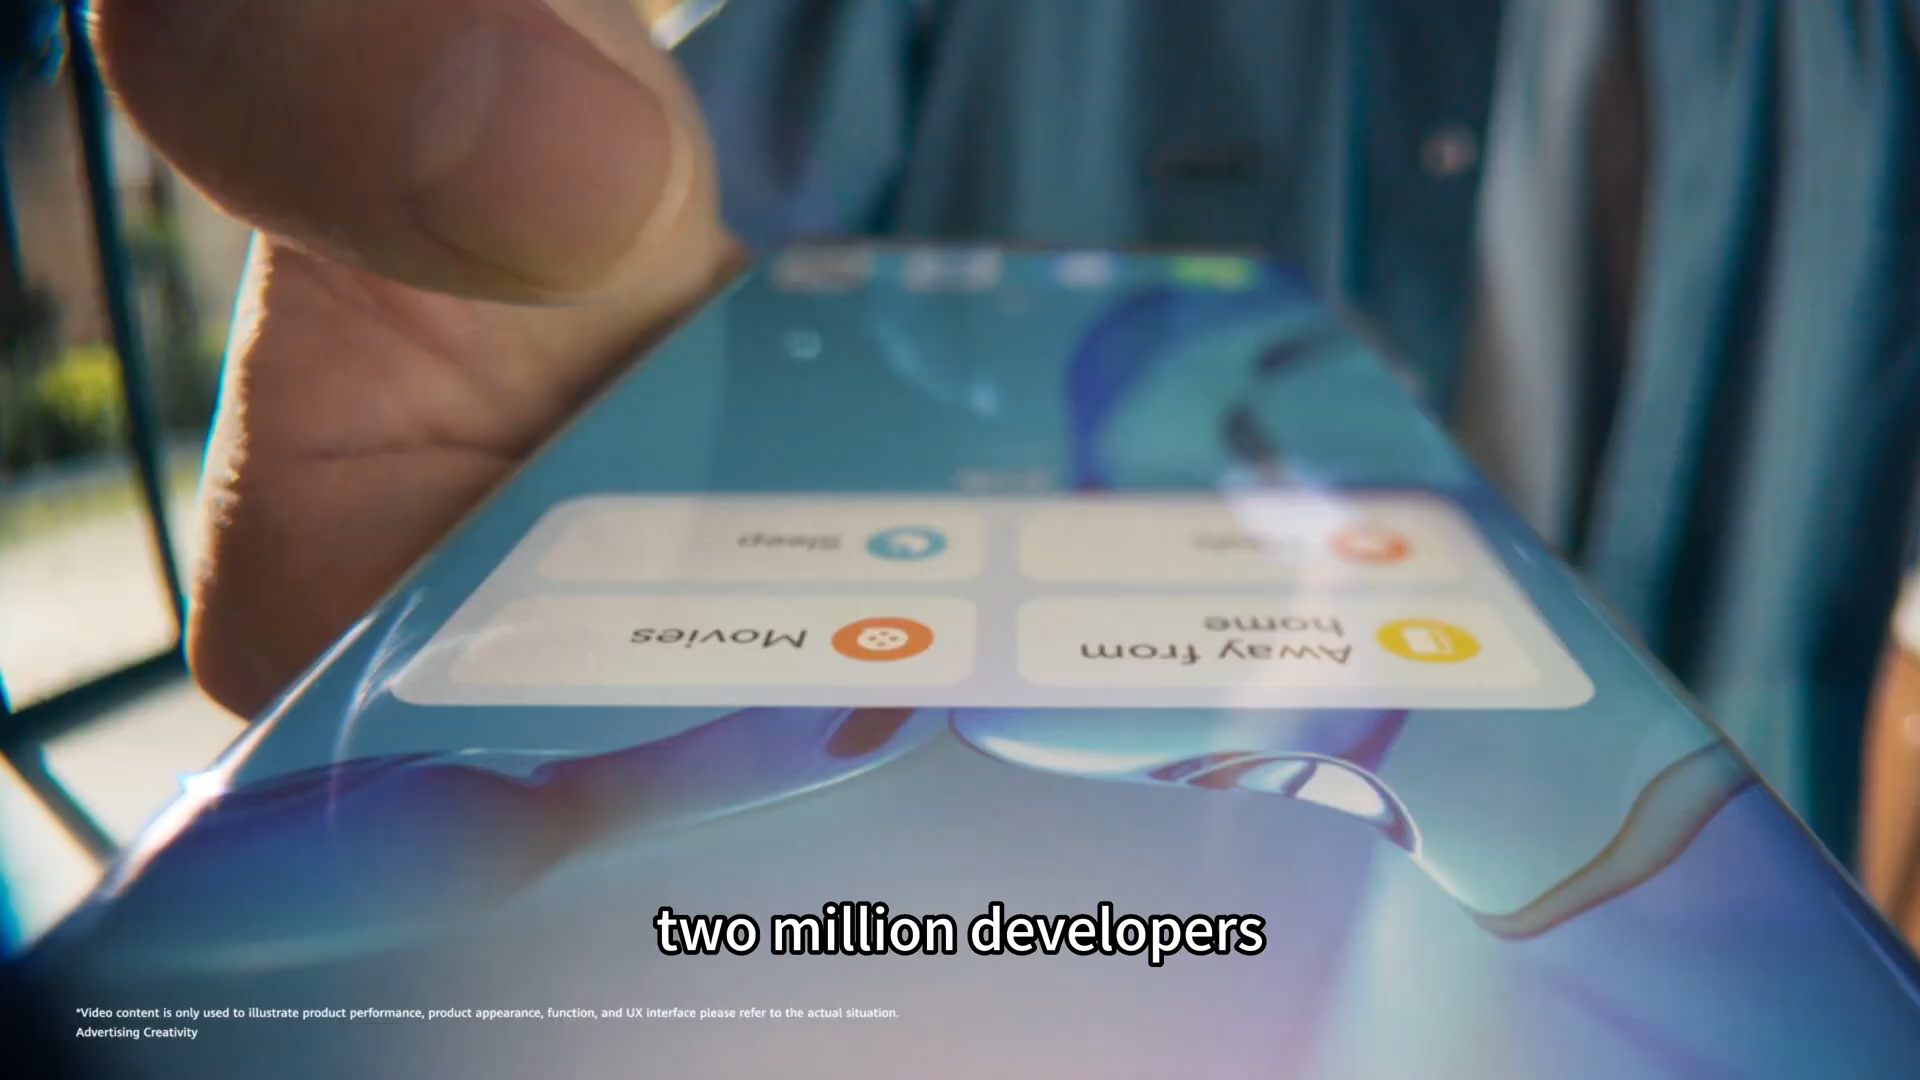 Sleep
Movies
Away from
home
two million developers
*Video content is only used to illustrate product performance, product appearance, function, and UX interface please refer to the actual situation.
Advertising Creativity